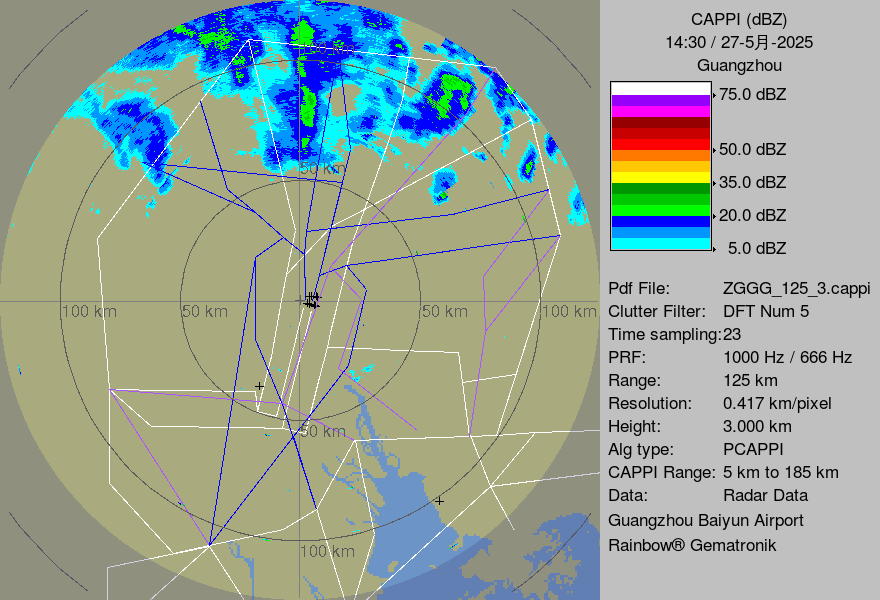 CAPPI (dBZ)
14:30 / 27-5月-2025
Guangzhou
75.0 dBZ
50.0 dBZ
35.0 dBZ
20.0 dBZ
5.0 dBZ
Pdf File: ZGGG_125_3.cappi
Clutter Filter: DFT Num 5
Time sampling:23
PRF: 1000 Hz / 666 Hz
Range: 125 km
Resolution: 0.417 km/pixel
Height: 3.000 km
Alg type: PCAPPI
CAPPI Range: 5 km to 185 km
Data: Radar Data
Guangzhou Baiyun Airport
Rainbow® Gematronik
50 km
100 km
50 km
50 km
100 km
50 km
100 km